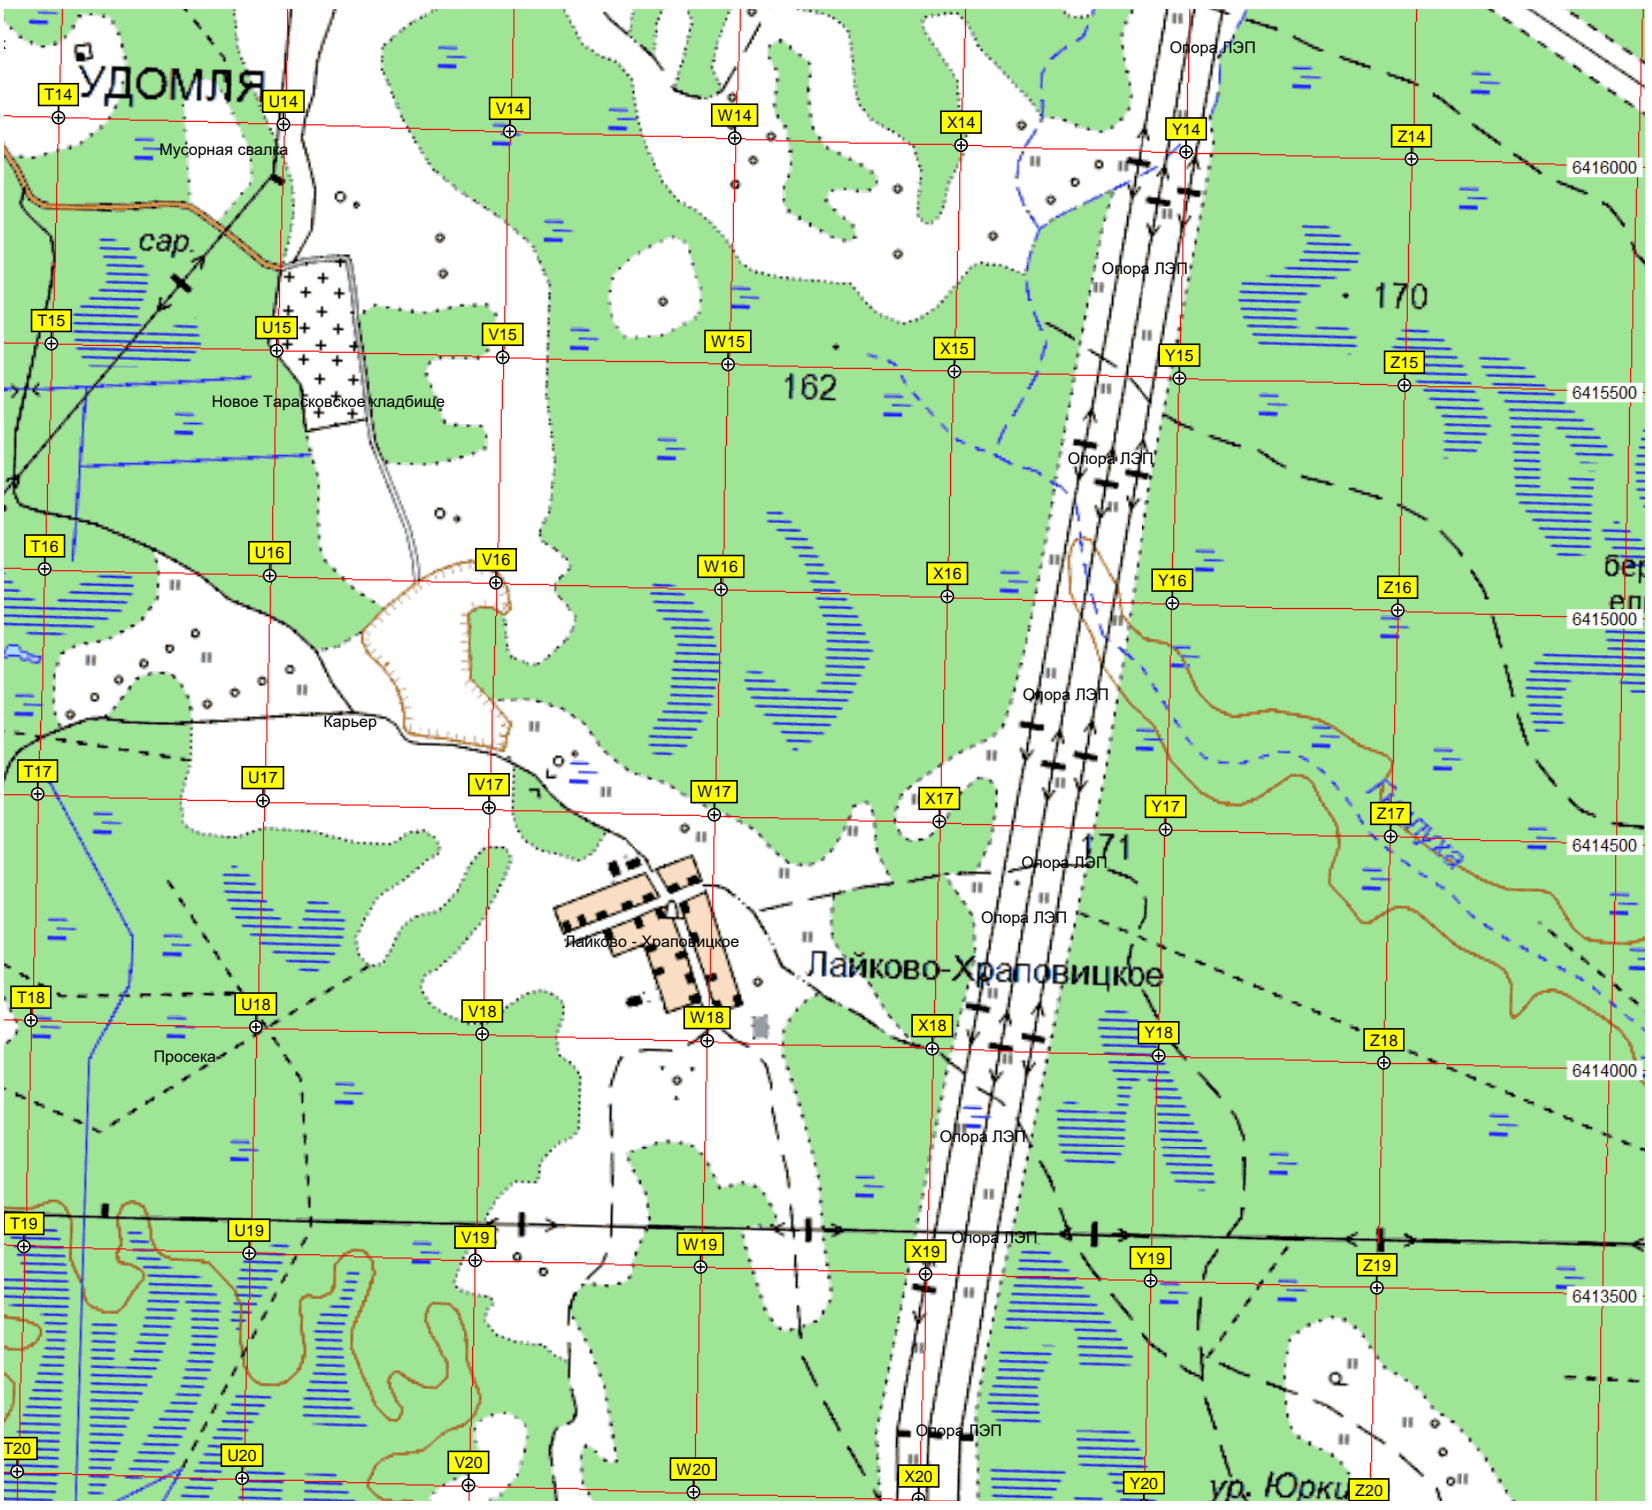 Опора ЛЭП
УДОМЛЯ
T14
U14
V14
W14
X14
Y14
Z14
Мусорная свалка
6416000
сар.
Опора ЛЭП
170
T15
U15
V15
W15
X15
Y15
Z15
162
6415500
Новое Тарасковское кладбище
Опора ЛЭП
T16
U16
V16
W16
X16
Y16
Z16
6415000
Опора ЛЭП
Карьер
T17
U17
V17
W17
X17
Y17
Z17
6414500
171
Опора ЛЭП
Опора ЛЭП
Лайково - Храповицкое
Лайково-Храповицкое
T18
U18
V18
W18
X18
Y18
Z18
Просека
6414000
Опора ЛЭП
T19
U19
V19
W19
X19
Y19
Z19
Опора ЛЭП
6413500
Опора ЛЭП
T20
U20
V20
W20
X20
Y20
Z20
ур. Юрки